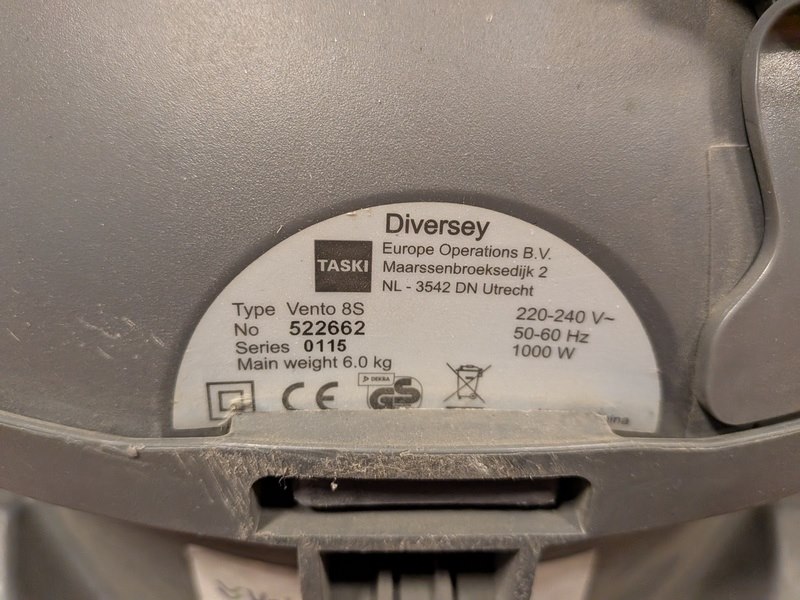 Diversey
TASKI
Europe Operations B.V.
Maarssenbroeksedijk 2
NL - 3542 DN Utrecht
Type Vento 8S
No 522662
Series 0115
Main weight 6.0 kg
220-240 V~
50-60 Hz
1000 W
CE
DEKRA
GS